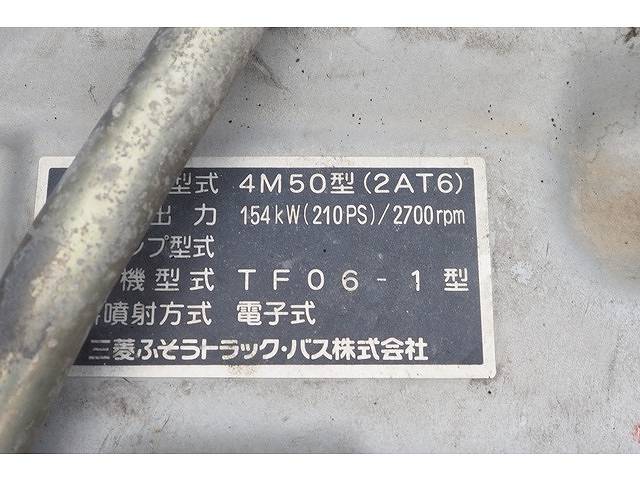 型式 4M50型(2AT6)
出力 154kW(210PS)/2700rpm
ンプ型式
機型式 TF06-1型
噴射方式 電子式
三菱ふそうトラック・バス株式会社